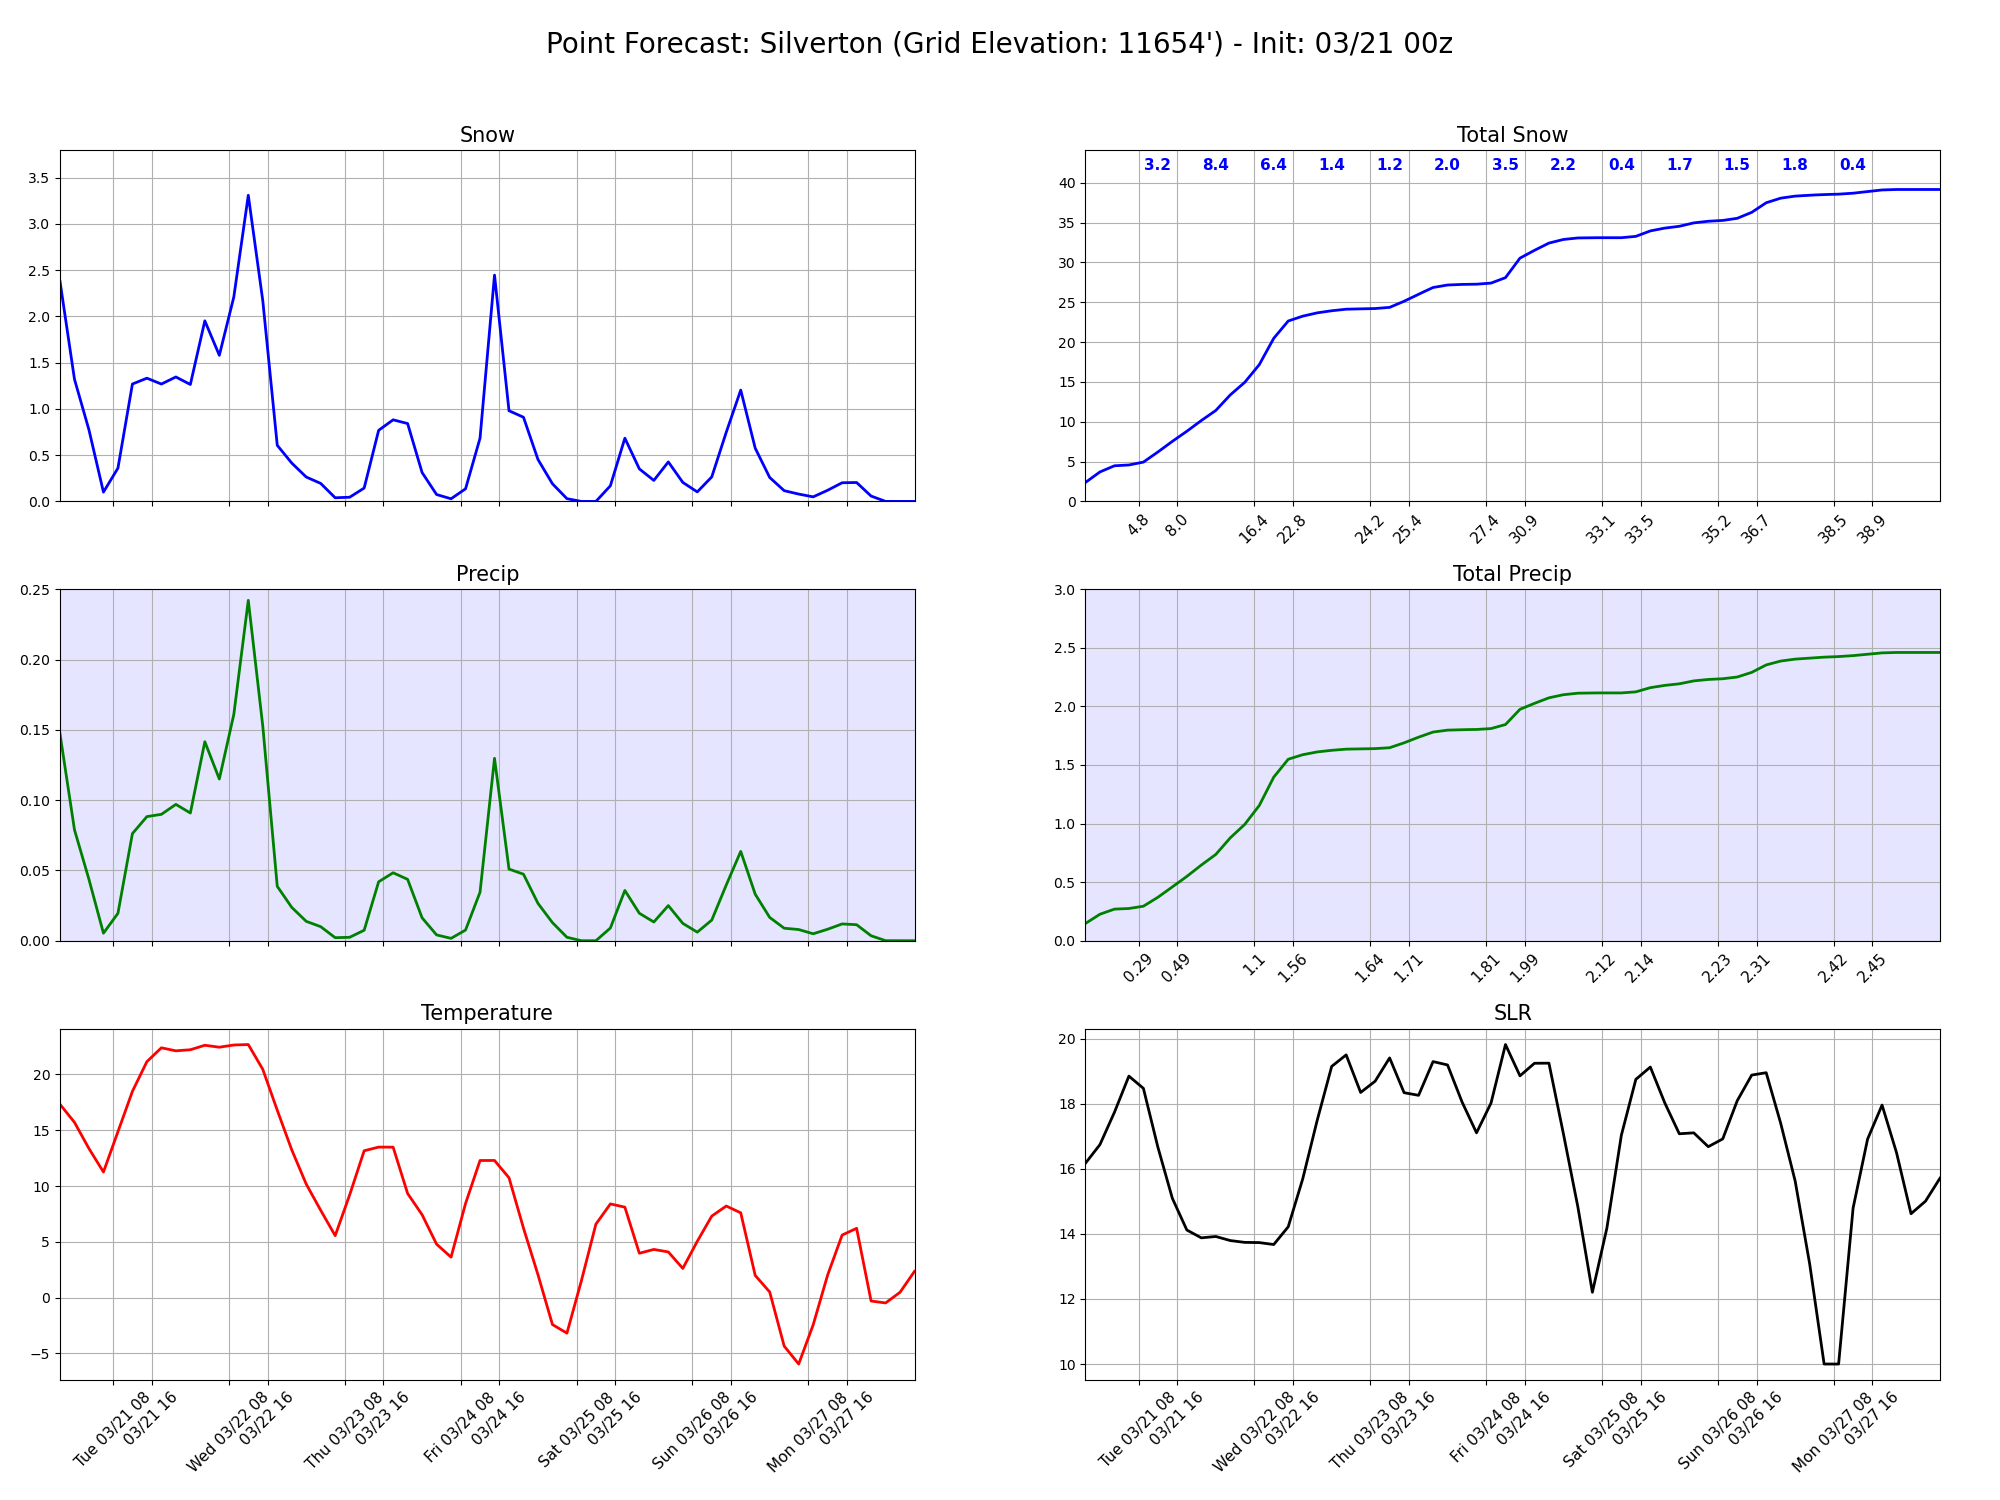 Point Forecast: Silverton (Grid Elevation: 11654') - Init: 03/21 00z
Snow
3.5
3.0
2.5
2.0
1.5
1.0
0.5
0.0
Total Snow
3.2 8.4 6.4 1.4 1.2 2.0 3.5 2.2 0.4 1.7 1.5 1.8 0.4
40
35
30
25
20
15
10
5
0
4.8 8.0 16.4 22.8 24.2 25.4 27.4 30.9 33.1 33.5 35.2 36.7 38.5 38.9
Precip
0.25
0.20
0.15
0.10
0.05
0.00
Total Precip
3.0
2.5
2.0
1.5
1.0
0.5
0.0
0.29 0.49 1.1 1.56 1.64 1.71 1.81 1.99 2.12 2.14 2.23 2.31 2.42 2.45
Temperature
20
15
10
5
0
−5
Tue 03/21 08
03/21 16
Wed 03/22 08
03/22 16
Thu 03/23 08
03/23 16
Fri 03/24 08
03/24 16
Sat 03/25 08
03/25 16
Sun 03/26 08
03/26 16
Mon 03/27 08
03/27 16
SLR
20
18
16
14
12
10
Tue 03/21 08
03/21 16
Wed 03/22 08
03/22 16
Thu 03/23 08
03/23 16
Fri 03/24 08
03/24 16
Sat 03/25 08
03/25 16
Sun 03/26 08
03/26 16
Mon 03/27 08
03/27 16